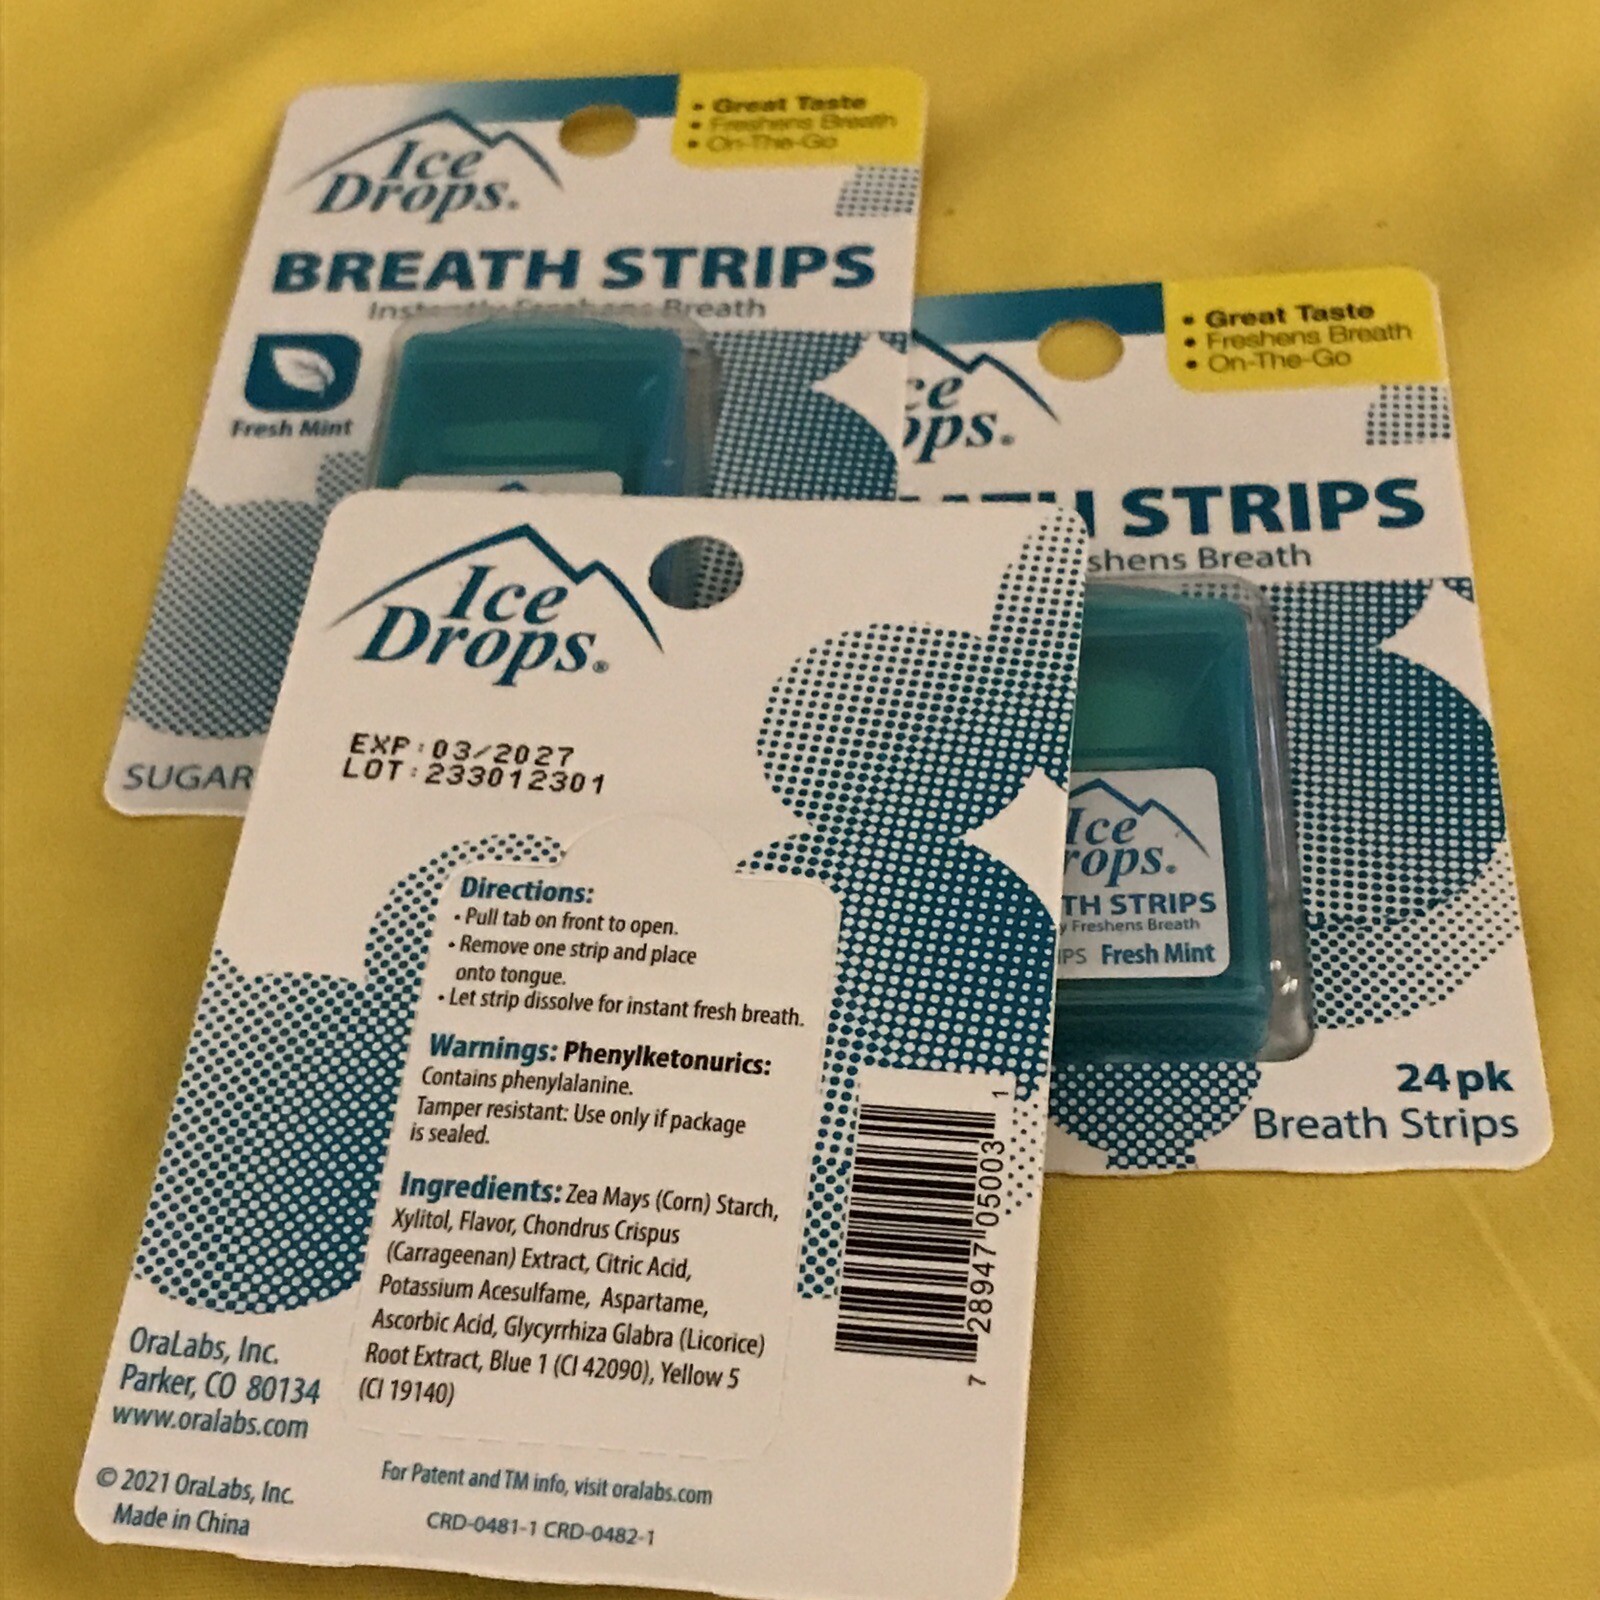 Ice
Drops®
• Great Taste
• Freshens Breath
• On-The-Go
BREATH STRIPS
Instantly Freshens Breath
Fresh Mint
SUGAR
• Great Taste
• Freshens Breath
• On-The-Go
ce
ops®
STRIPS
shens Breath
Ice
rops®
TH STRIPS
y Freshens Breath
IPS Fresh Mint
24pk
Breath Strips
Ice
Drops®
EXP:03/2027
LOT:233012301
Directions:
• Pull tab on front to open.
• Remove one strip and place
onto tongue.
• Let strip dissolve for instant fresh breath.
Warnings: Phenylketonurics:
Contains phenylalanine.
Tamper resistant: Use only if package
is sealed.
Ingredients: Zea Mays (Corn) Starch,
Xylitol, Flavor, Chondrus Crispus
(Carrageenan) Extract, Citric Acid,
Potassium Acesulfame, Aspartame,
Ascorbic Acid, Glycyrrhiza Glabra (Licorice)
Root Extract, Blue 1 (CI 42090), Yellow 5
(CI 19140)
7 28947 05003 1
OraLabs, Inc.
Parker, CO 80134
www.oralabs.com
© 2021 OraLabs, Inc.
Made in China
For Patent and TM info, visit oralabs.com
CRD-0481-1 CRD-0482-1